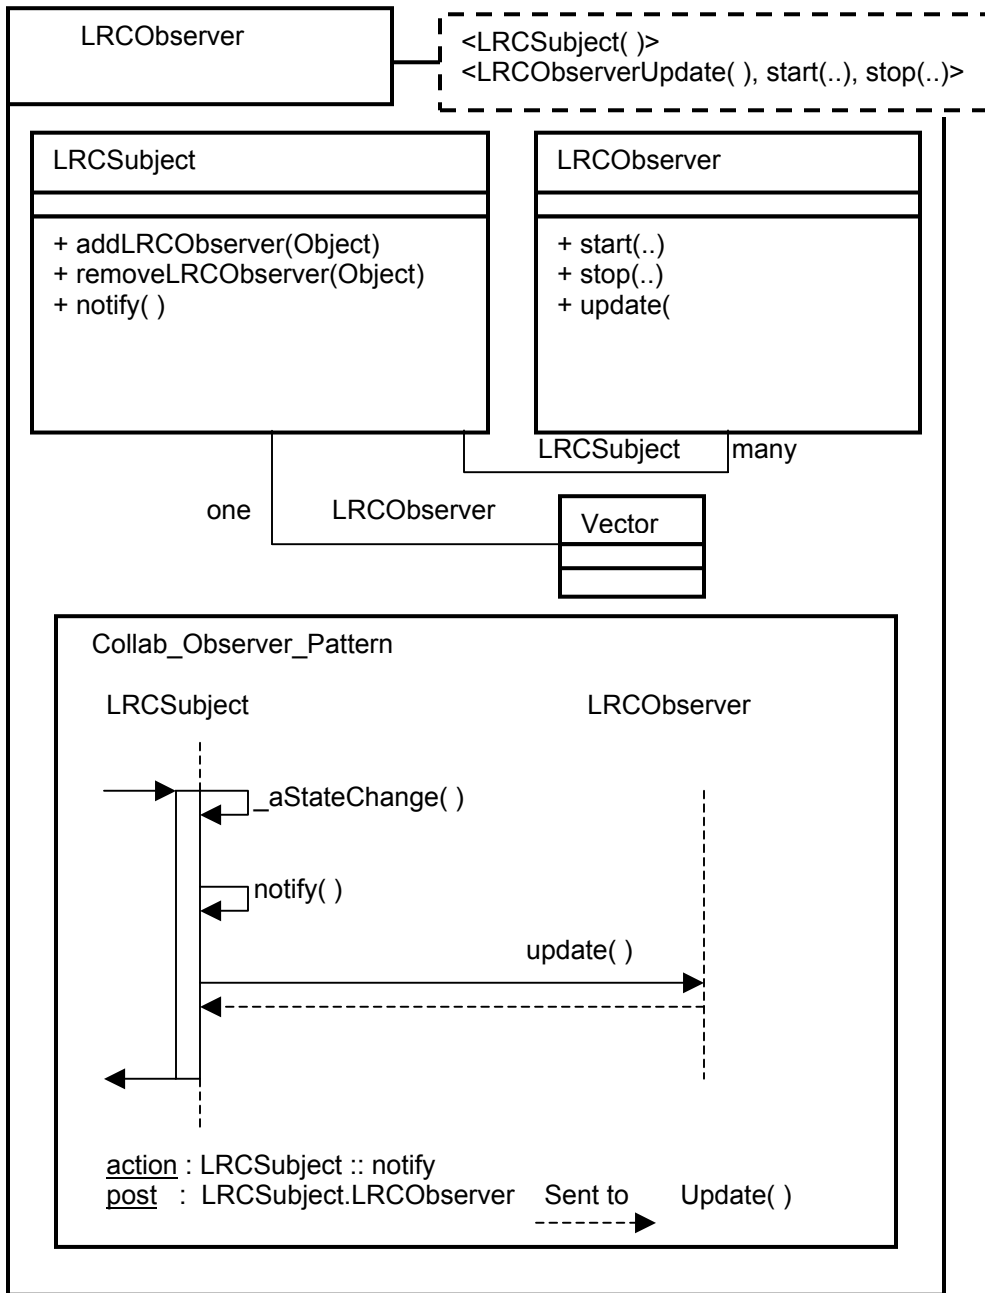 LRCObserver
<LRCSubject( )>
<LRCObserverUpdate( ), start(..), stop(..)>
LRCSubject
+ addLRCObserver(Object)
+ removeLRCObserver(Object)
+ notify( )
LRCObserver
+ start(..)
+ stop(..)
+ update(
LRCSubject many
one LRCObserver
Vector
Collab_Observer_Pattern
LRCSubject LRCObserver
_aStateChange( )
notify( )
update( )
action : LRCSubject :: notify
post : LRCSubject.LRCObserver Sent to Update( )